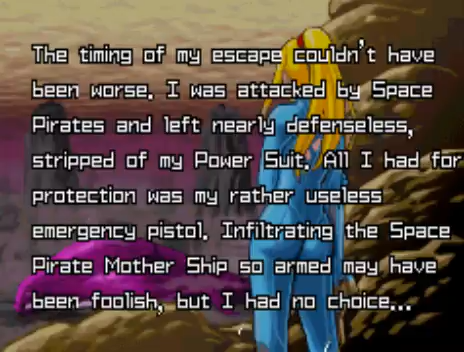 The timing of my escape couldn't have
been worse. I was attacked by Space
Pirates and left nearly defenseless,
stripped of my Power Suit. All I had for
protection was my rather useless
emergency pistol. Infiltrating the Space
Pirate Mother Ship so armed may have
been foolish, but I had no choice...